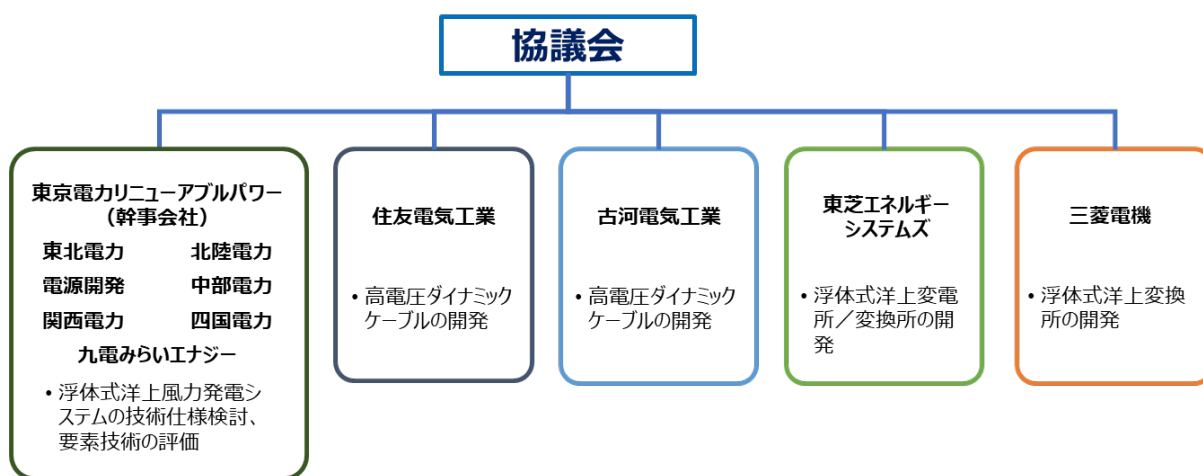 協議会
東京電力リニューアブルパワー
（幹事会社）
東北電力 北陸電力
電源開発 中部電力
関西電力 四国電力
九電みらいエナジー
• 浮体式洋上風力発電シ
ステムの技術仕様検討、
要素技術の評価
住友電気工業
• 高電圧ダイナミック
ケーブルの開発
古河電気工業
• 高電圧ダイナミック
ケーブルの開発
東芝エネルギー
システムズ
• 浮体式洋上変電
所／変換所の開
発
三菱電機
• 浮体式洋上変換
所の開発